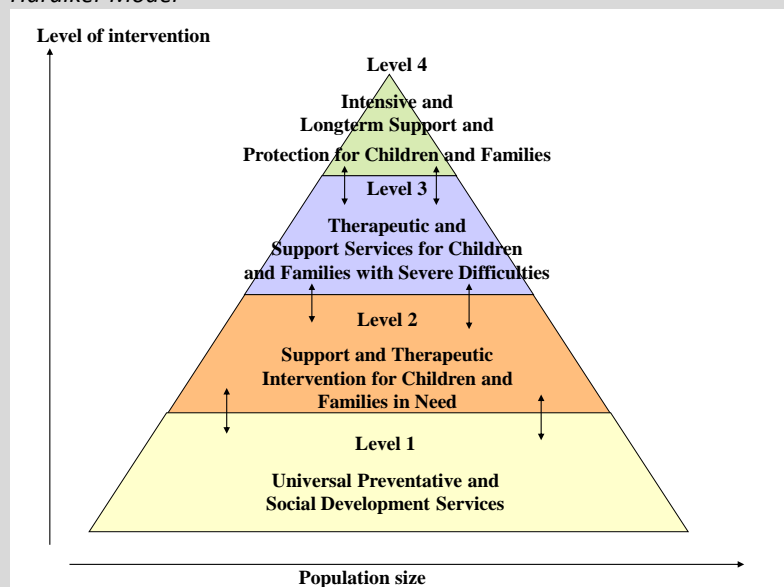 Hardiker Model
Level of intervention
Level 4
Intensive and
Longterm Support and
Protection for Children and Families
Level 3
Therapeutic and
Support Services for Children
and Families with Severe Difficulties
Level 2
Support and Therapeutic
Intervention for Children and
Families in Need
Level 1
Universal Preventative and
Social Development Services
Population size